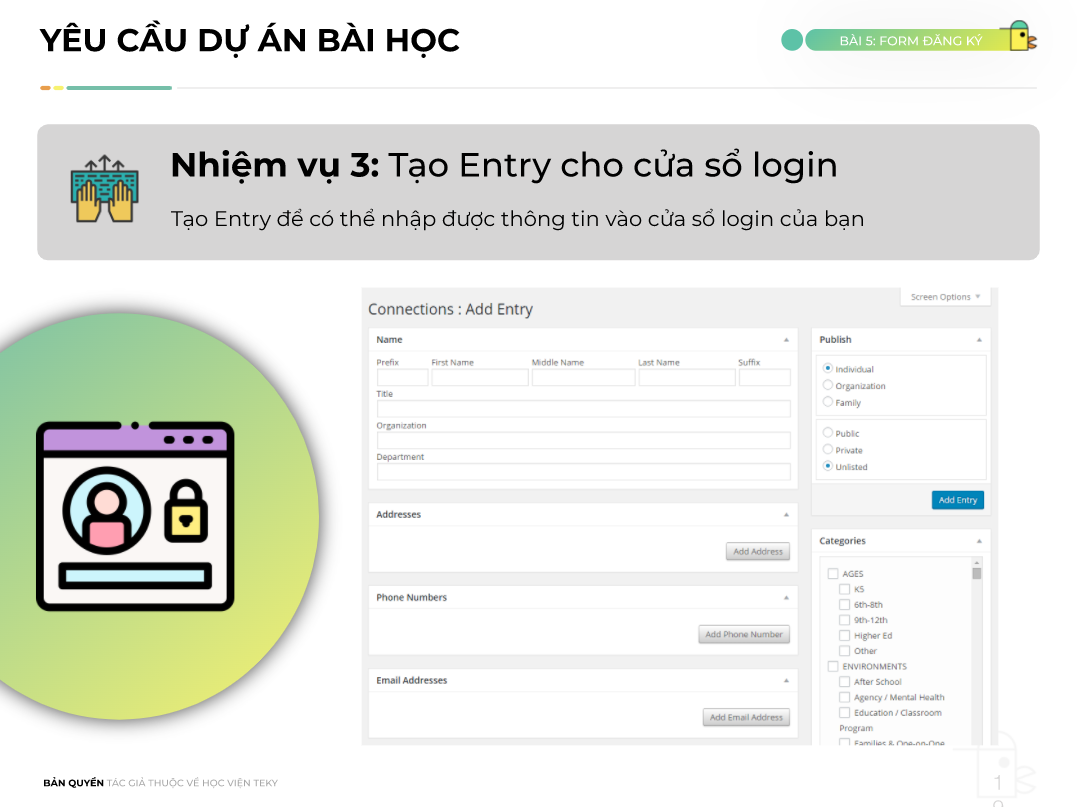 YÊU CẦU DỰ ÁN BÀI HỌC
BÀI 5: FORM ĐĂNG KÝ
Nhiệm vụ 3: Tạo Entry cho cửa sổ login
Tạo Entry để có thể nhập được thông tin vào cửa sổ login của bạn
Screen Options
Connections : Add Entry
Name
Prefix First Name Middle Name Last Name Suffix
Title
Organization
Department
Addresses
Add Address
Phone Numbers
Add Phone Number
Email Addresses
Add Email Address
Publish
Individual
Organization
Family
Public
Private
Unlisted
Add Entry
Categories
AGES
K5
6th-8th
9th-12th
Higher Ed
Other
ENVIRONMENTS
After School
Agency / Mental Health
Education / Classroom
Program
Families & One-on-One
BẢN QUYỀN TÁC GIẢ THUỘC VỀ HỌC VIỆN TEKY
1